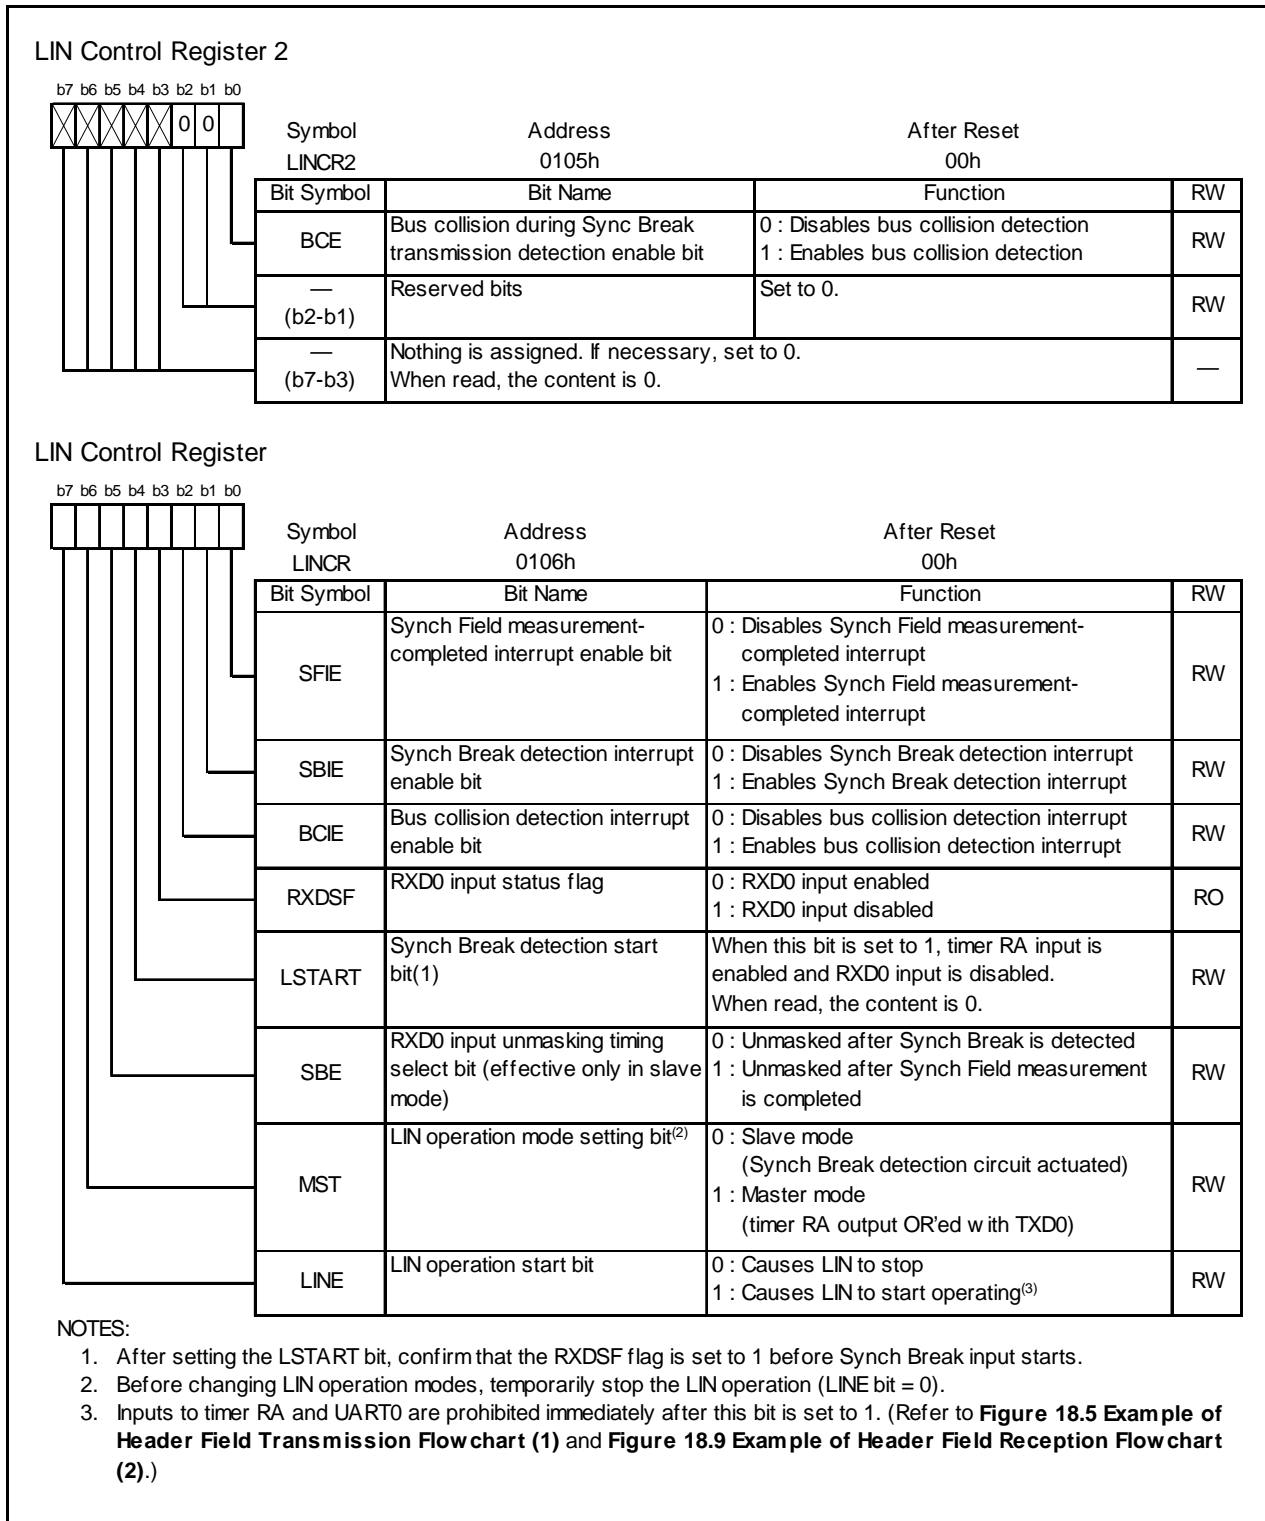 LIN Control Register 2
b7 b6 b5 b4 b3 b2 b1 b0
0 0
Symbol Address After Reset
LINCR2 0105h 00h
Bit Symbol Bit Name Function RW
BCE Bus collision during Sync Break transmission detection enable bit 0 : Disables bus collision detection 1 : Enables bus collision detection RW
— (b2-b1) Reserved bits Set to 0. RW
— (b7-b3) Nothing is assigned. If necessary, set to 0. When read, the content is 0. —
LIN Control Register
b7 b6 b5 b4 b3 b2 b1 b0
Symbol Address After Reset
LINCR 0106h 00h
Bit Symbol Bit Name Function RW
SFIE Synch Field measurement-completed interrupt enable bit 0 : Disables Synch Field measurement-completed interrupt 1 : Enables Synch Field measurement-completed interrupt RW
SBIE Synch Break detection interrupt enable bit 0 : Disables Synch Break detection interrupt 1 : Enables Synch Break detection interrupt RW
BCIE Bus collision detection interrupt enable bit 0 : Disables bus collision detection interrupt 1 : Enables bus collision detection interrupt RW
RXDSF RXD0 input status flag 0 : RXD0 input enabled 1 : RXD0 input disabled RO
LSTART Synch Break detection start bit(1) When this bit is set to 1, timer RA input is enabled and RXD0 input is disabled. When read, the content is 0. RW
SBE RXD0 input unmasking timing select bit (effective only in slave mode) 0 : Unmasked after Synch Break is detected 1 : Unmasked after Synch Field measurement is completed RW
MST LIN operation mode setting bit(2) 0 : Slave mode (Synch Break detection circuit actuated) 1 : Master mode (timer RA output OR'ed with TXD0) RW
LINE LIN operation start bit 0 : Causes LIN to stop 1 : Causes LIN to start operating(3) RW
NOTES:
1. After setting the LSTART bit, confirm that the RXDSF flag is set to 1 before Synch Break input starts.
2. Before changing LIN operation modes, temporarily stop the LIN operation (LINE bit = 0).
3. Inputs to timer RA and UART0 are prohibited immediately after this bit is set to 1. (Refer to Figure 18.5 Example of
Header Field Transmission Flowchart (1) and Figure 18.9 Example of Header Field Reception Flowchart
(2).)